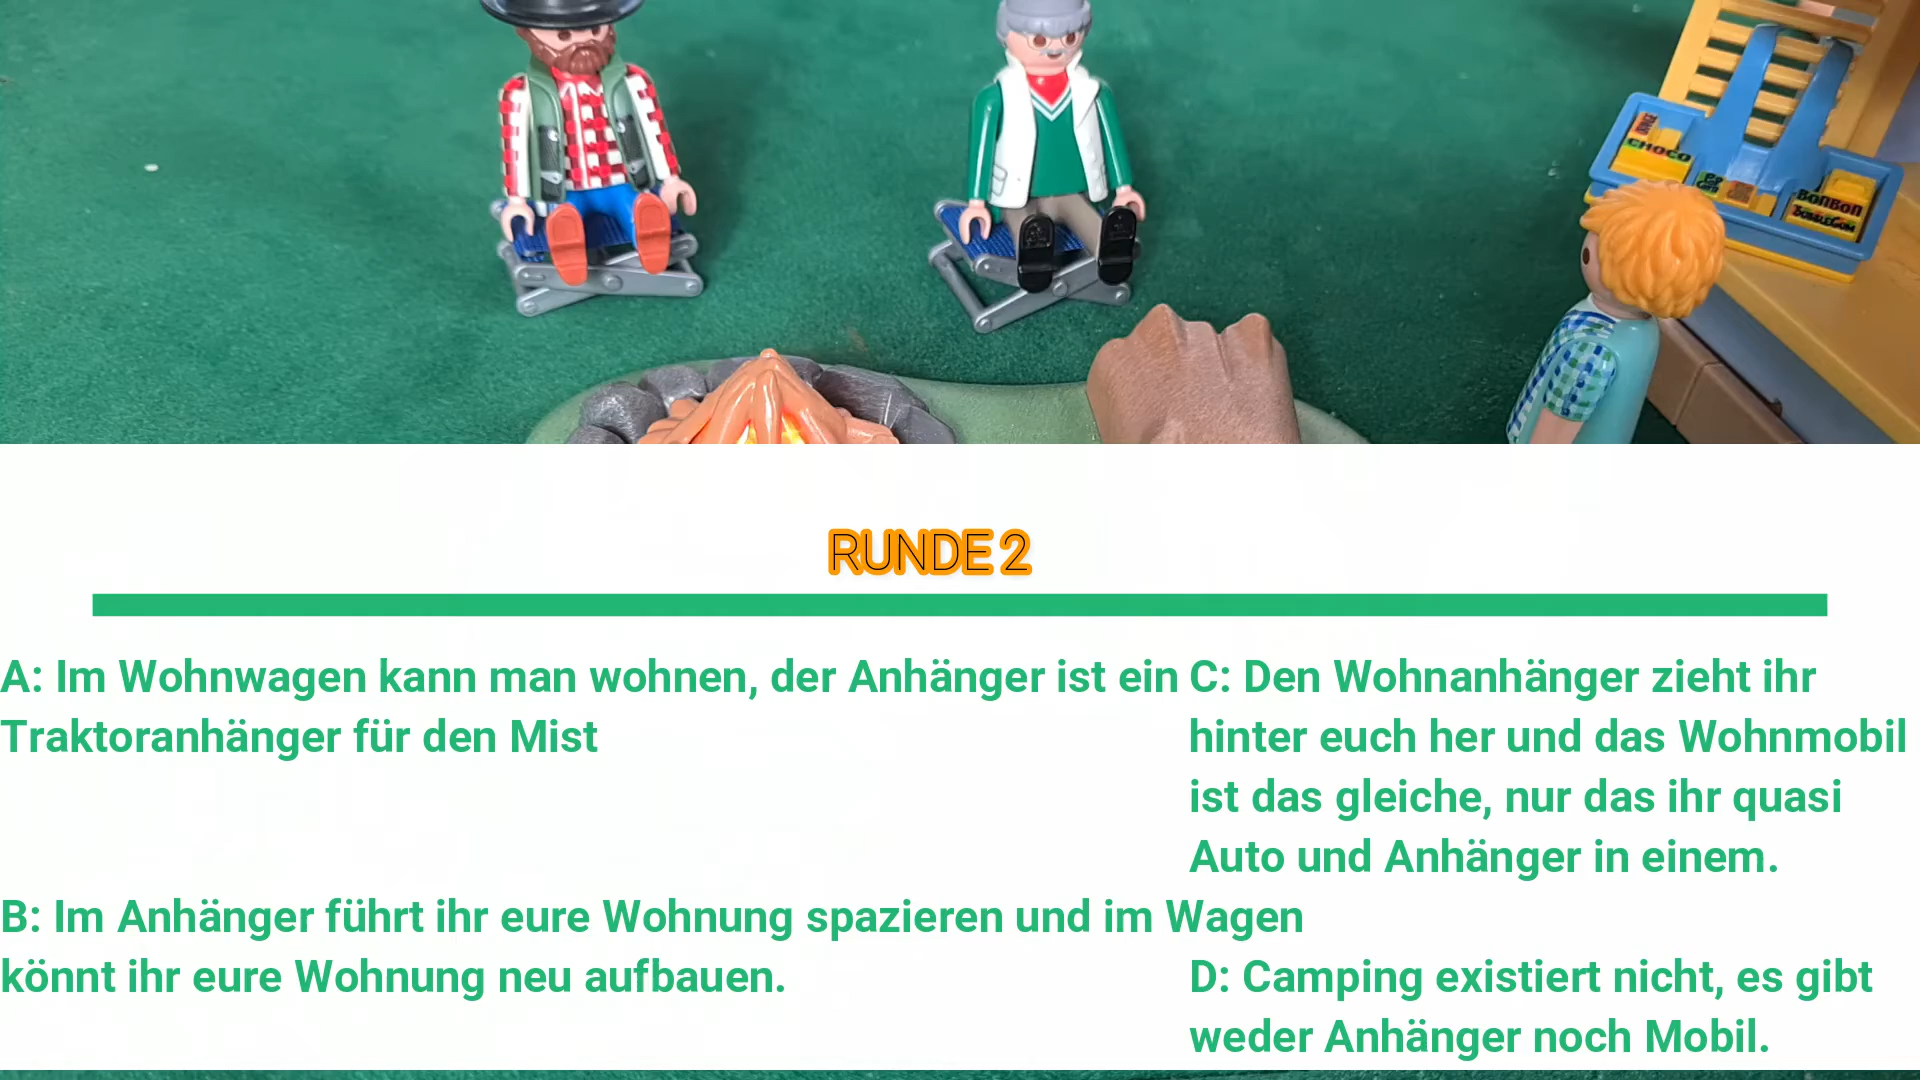 CHOCO
BonBon
BubbleGum
RUNDE 2
A: Im Wohnwagen kann man wohnen, der Anhänger ist ein
Traktoranhänger für den Mist
B: Im Anhänger führt ihr eure Wohnung spazieren und im Wagen
könnt ihr eure Wohnung neu aufbauen.
C: Den Wohnanhänger zieht ihr
hinter euch her und das Wohnmobil
ist das gleiche, nur das ihr quasi
Auto und Anhänger in einem.
D: Camping existiert nicht, es gibt
weder Anhänger noch Mobil.